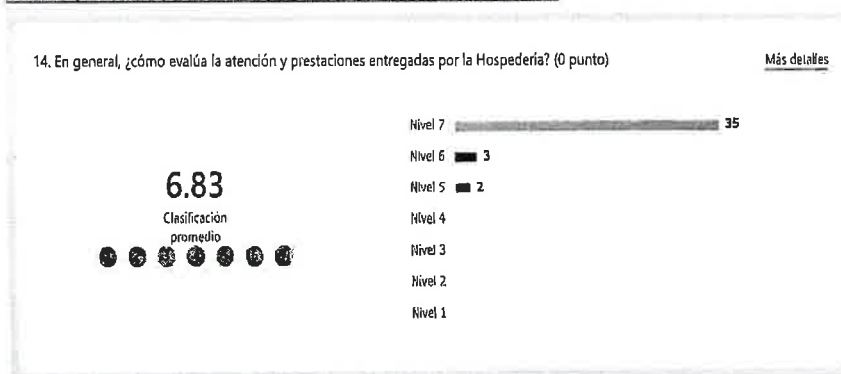 14. En general, ¿cómo evalúa la atención y prestaciones entregadas por la Hospedería? (0 punto)
Más detalles
6.83
Clasificación
promedio
Nivel 7 35
Nivel 6 3
Nivel 5 2
Nivel 4
Nivel 3
Nivel 2
Nivel 1